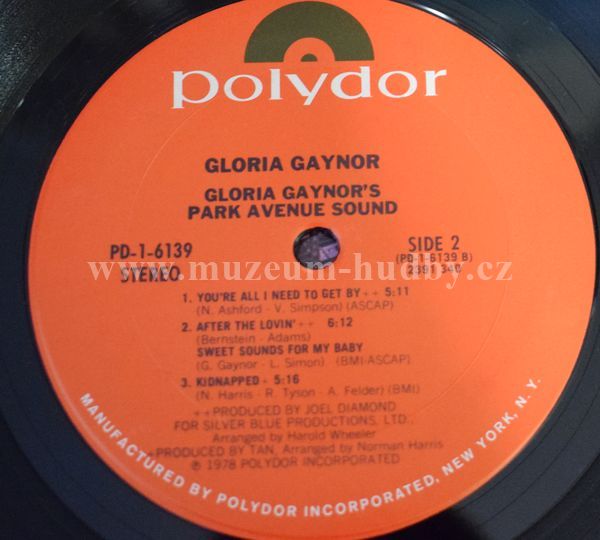 polydor
GLORIA GAYNOR
GLORIA GAYNOR'S
PARK AVENUE SOUND
PD-1-6139
STEREO
SIDE 2
(PD-1-6139 B)
2391 340
www.muzeum-hudby.cz
1. YOU'RE ALL I NEED TO GET BY++ 5:11
(N. Ashford - V. Simpson) (ASCAP)
2. AFTER THE LOVIN'++ 6:12
(Bernstein - Adams)
SWEET SOUNDS FOR MY BABY
(G. Gaynor - L. Simon) (BMI-ASCAP)
3. KIDNAPPED - 5:16
(N. Harris - R. Tyson - A. Felder) (BMI)
++PRODUCED BY JOEL DIAMOND
FOR SILVER BLUE PRODUCTIONS, LTD.,
Arranged by Harold Wheeler
+PRODUCED BY TAN, Arranged by Norman Harris
℗ 1978 POLYDOR INCORPORATED
MANUFACTURED BY POLYDOR INCORPORATED, NEW YORK, N.Y.